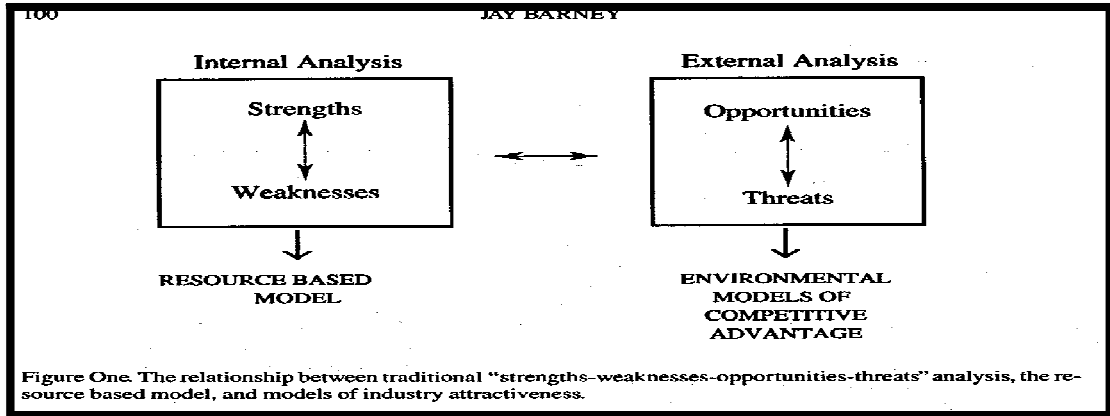 100 JAY BARNEY
Internal Analysis External Analysis
Strengths Opportunities
Weaknesses Threats
RESOURCE BASED
MODEL
ENVIRONMENTAL
MODELS OF
COMPETITIVE
ADVANTAGE
Figure One. The relationship between traditional “strengths-weaknesses-opportunities-threats” analysis, the re-
source based model, and models of industry attractiveness.